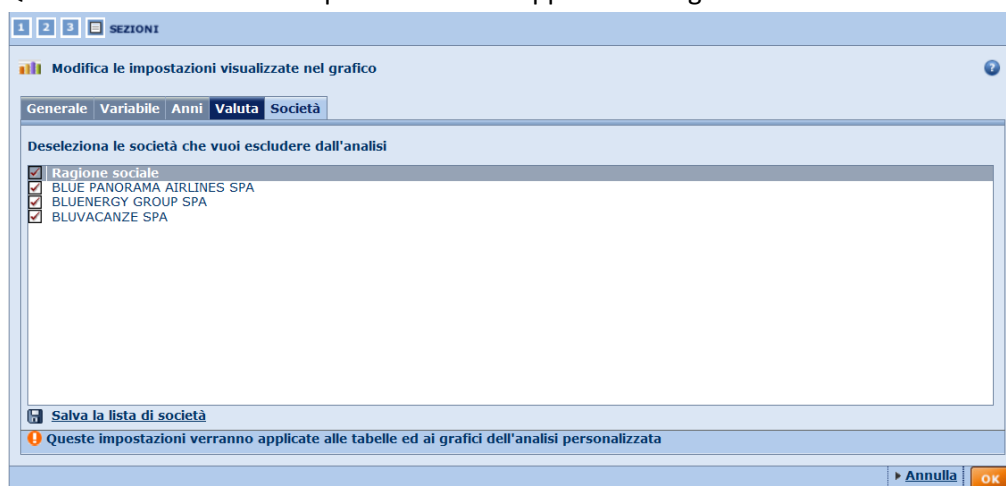 1 2 3 SEZIONI
Modifica le impostazioni visualizzate nel grafico
?
Generale Variabile Anni Valuta Società
Deseleziona le società che vuoi escludere dall'analisi
Ragione sociale
BLUE PANORAMA AIRLINES SPA
BLUENERGY GROUP SPA
BLUVACANZE SPA
Salva la lista di società
Queste impostazioni verranno applicate alle tabelle ed ai grafici dell'analisi personalizzata
Annulla OK